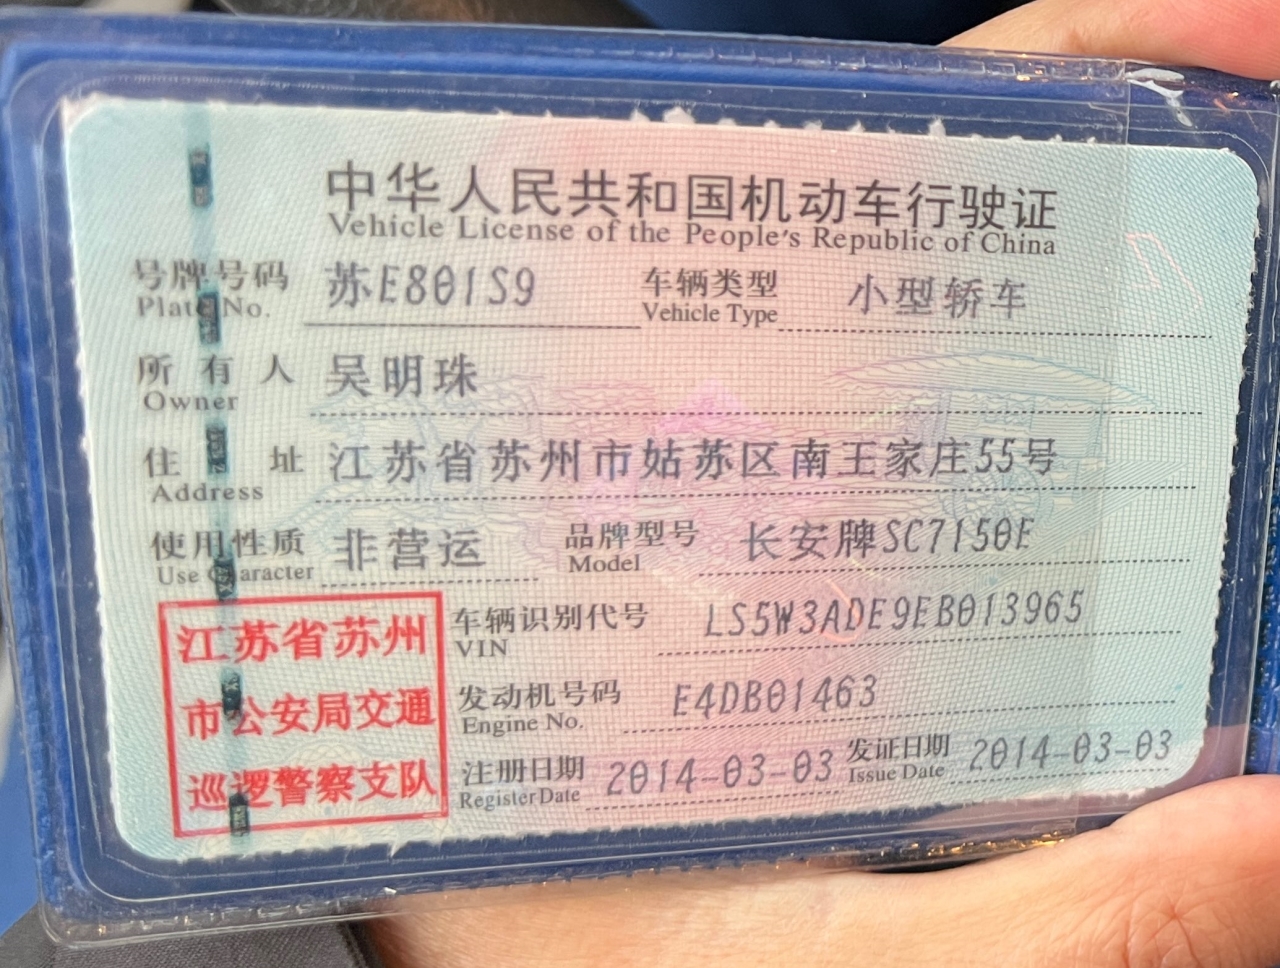 中华人民共和国机动车行驶证
Vehicle License of the People's Republic of China
号牌号码 苏E801S9 车辆类型 小型轿车
Plate No. Vehicle Type
所有人 吴明珠
Owner
住址 江苏省苏州市姑苏区南王家庄55号
Address
使用性质 非营运 品牌型号 长安牌SC7150E
Use Character Model
车辆识别代号 LS5W3ADE9EB013965
VIN
发动机号码 E4DB01463
Engine No.
注册日期 2014-03-03 发证日期 2014-03-03
Register Date Issue Date
江苏省苏州
市公安局交通
巡逻警察支队